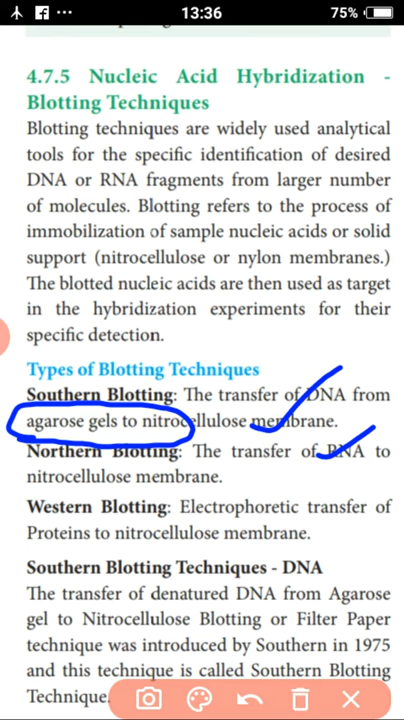 13:36
75%
4.7.5 Nucleic Acid Hybridization -
Blotting Techniques
Blotting techniques are widely used analytical
tools for the specific identification of desired
DNA or RNA fragments from larger number
of molecules. Blotting refers to the process of
immobilization of sample nucleic acids or solid
support (nitrocellulose or nylon membranes.)
The blotted nucleic acids are then used as target
in the hybridization experiments for their
specific detection.
Types of Blotting Techniques
Southern Blotting: The transfer of DNA from
agarose gels to nitrocellulose membrane.
Northern Blotting: The transfer of RNA to
nitrocellulose membrane.
Western Blotting: Electrophoretic transfer of
Proteins to nitrocellulose membrane.
Southern Blotting Techniques - DNA
The transfer of denatured DNA from Agarose
gel to Nitrocellulose Blotting or Filter Paper
technique was introduced by Southern in 1975
and this technique is called Southern Blotting
Technique.